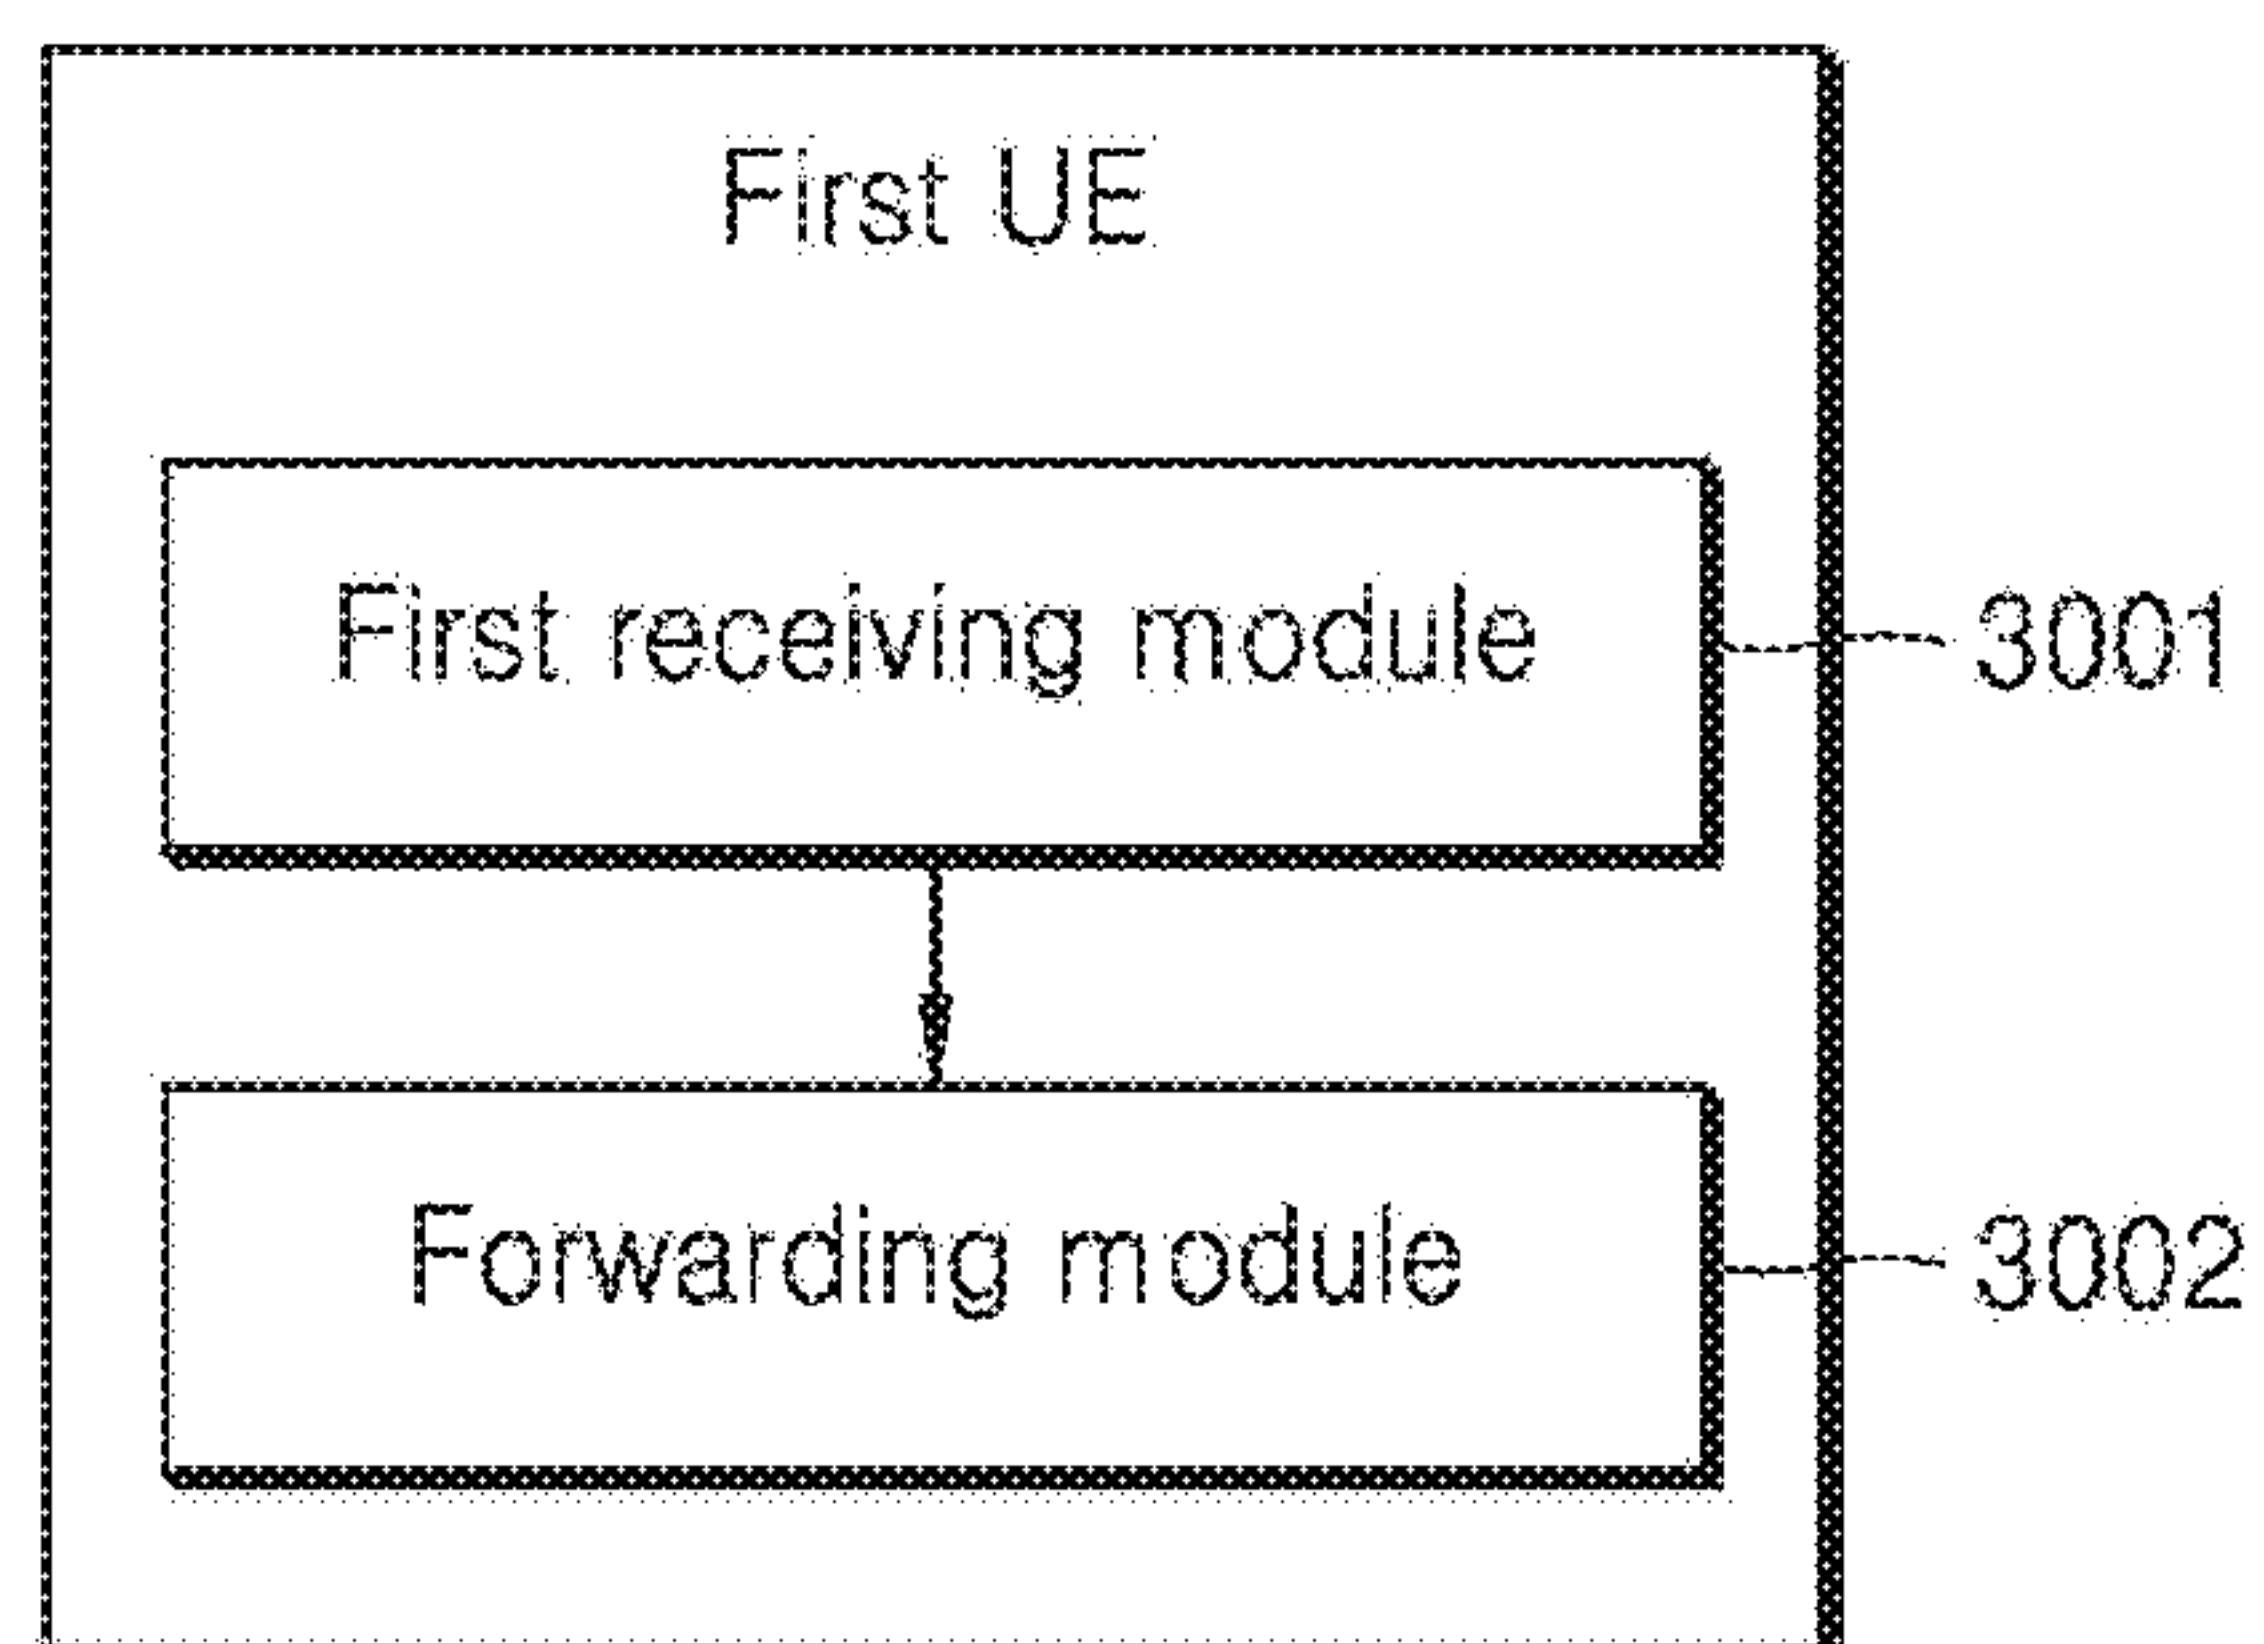 First UE
First receiving module
3001
Forwarding module
3002